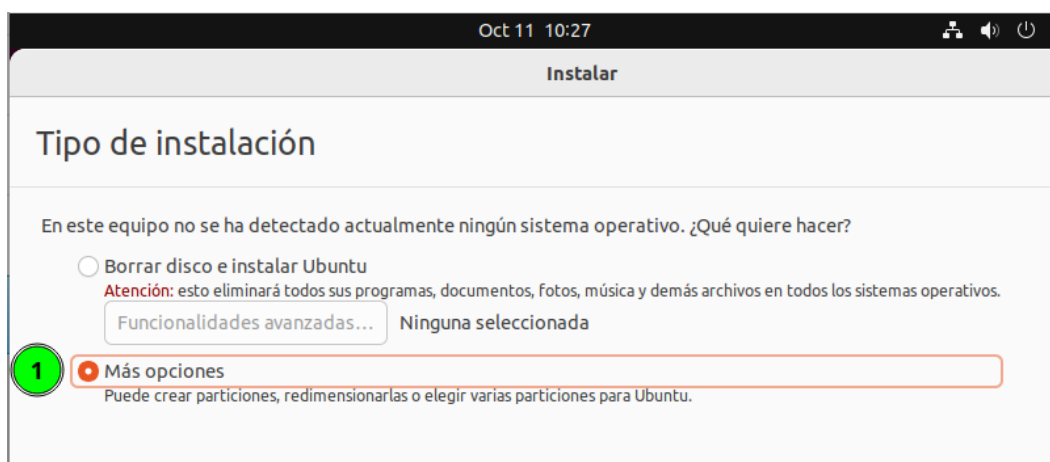 Oct 11 10:27
Instalar
Tipo de instalación
En este equipo no se ha detectado actualmente ningún sistema operativo. ¿Qué quiere hacer?
Borrar disco e instalar Ubuntu
Atención: esto eliminará todos sus programas, documentos, fotos, música y demás archivos en todos los sistemas operativos.
Funcionalidades avanzadas... Ninguna seleccionada
1 Más opciones
Puede crear particiones, redimensionarlas o elegir varias particiones para Ubuntu.